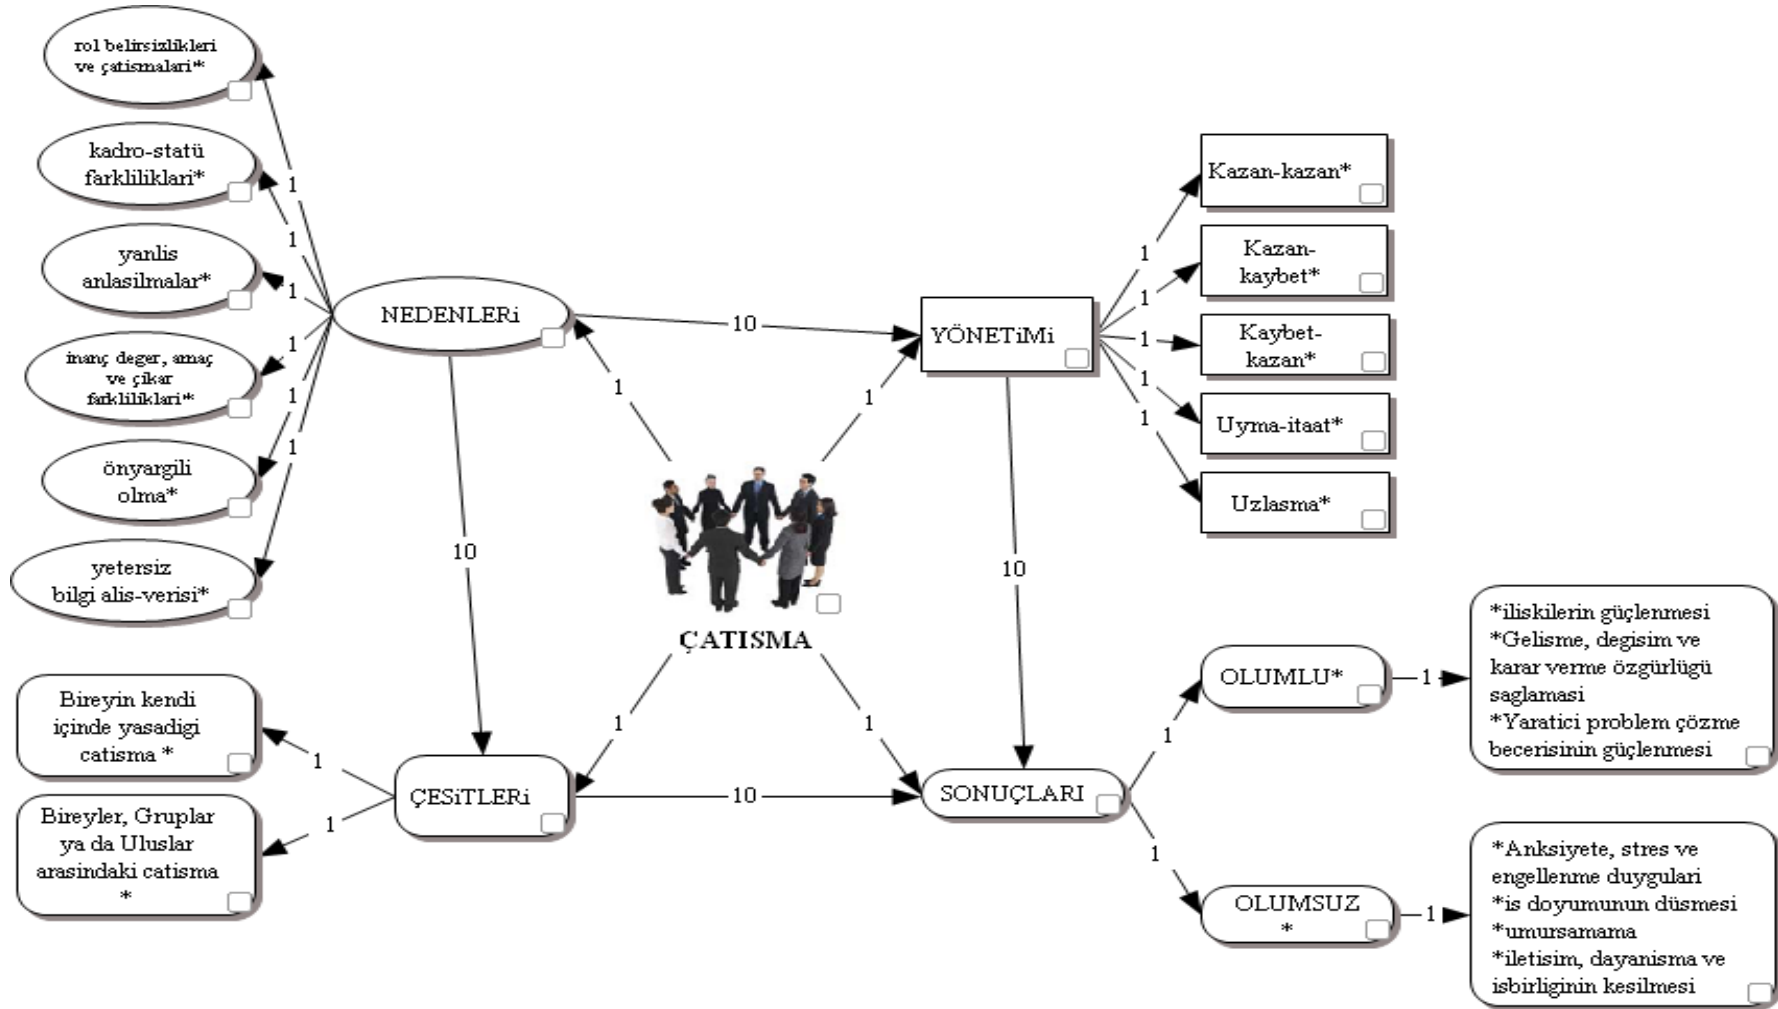 rol belirsizlikleri
ve çatismalari*
kadro-statü
farkliliklari*
yanlis
anlasilmalar*
inanç deger, amaç
ve çikar
farkliliklari*
önyargili
olma*
yetersiz
bilgi alis-verisi*
1
1
1
1
1
1
NEDENLERi
10
10
YÖNETiMi
1
1
1
1
1
Kazan-kazan*
Kazan-
kaybet*
Kaybet-
kazan*
Uyma-itaat*
Uzlasma*
1
1
10
ÇATISMA
1
1
Bireyin kendi
içinde yasadigi
catisma *
Bireyler, Gruplar
ya da Uluslar
arasindaki catisma
*
1
1
ÇESiTLERi
10
SONUÇLARI
1
1
OLUMLU*
1
*iliskilerin güçlenmesi
*Gelisme, degisim ve
karar verme özgürlügü
saglamasi
*Yaratici problem çözme
becerisinin güçlenmesi
OLUMSUZ
*
1
*Anksiyete, stres ve
engellenme duygulari
*is doyumunun düsmesi
*umursamama
*iletisim, dayanisma ve
isbirliginin kesilmesi